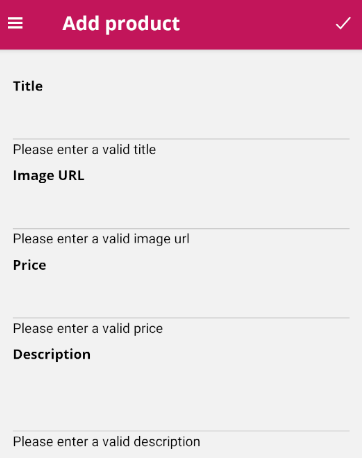 Add product
Title
Please enter a valid title
Image URL
Please enter a valid image url
Price
Please enter a valid price
Description
Please enter a valid description